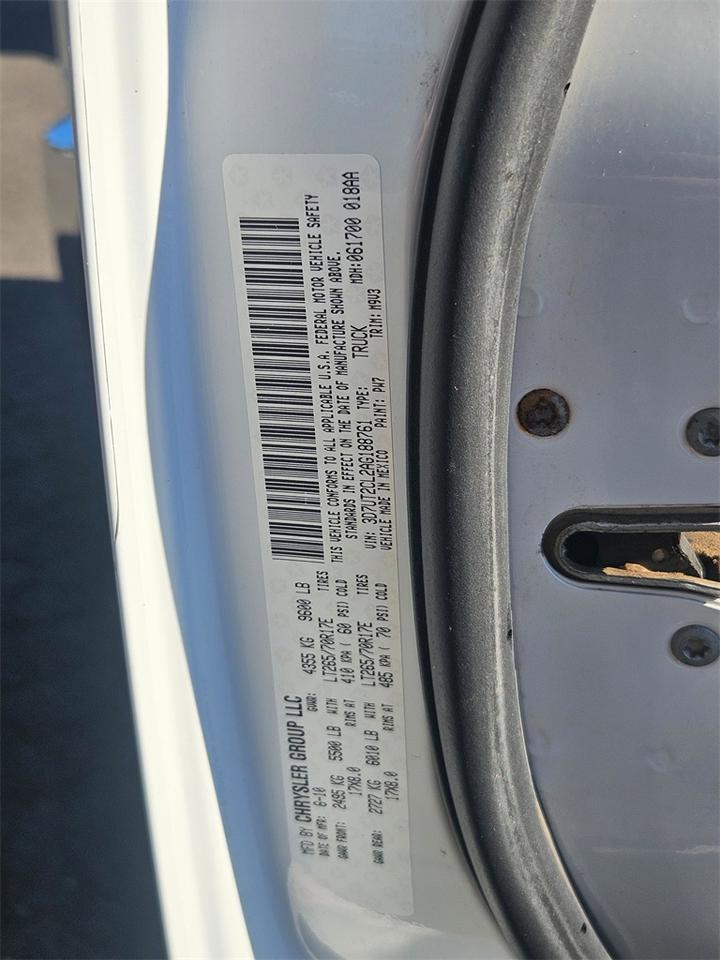 MFD BY CHRYSLER GROUP LLC
DATE OF MFR: 6-10 GVWR: 4355 KG 9600 LB
GAWR FRONT: 2495 KG 5500 LB WITH LT265/70R17E TIRES
17X8.0 RIMS AT 410 KPA ( 60 PSI) COLD
GAWR REAR: 2727 KG 6010 LB WITH LT265/70R17E TIRES
17X8.0 RIMS AT 485 KPA ( 70 PSI) COLD
THIS VEHICLE CONFORMS TO ALL APPLICABLE U.S.A. FEDERAL MOTOR VEHICLE SAFETY
STANDARDS IN EFFECT ON THE DATE OF MANUFACTURE SHOWN ABOVE.
VIN: 3D7UT2CL2AG188761 TYPE: TRUCK MDH: 061700 018AA
VEHICLE MADE IN MEXICO PAINT: PW7 TRIM: M9V3